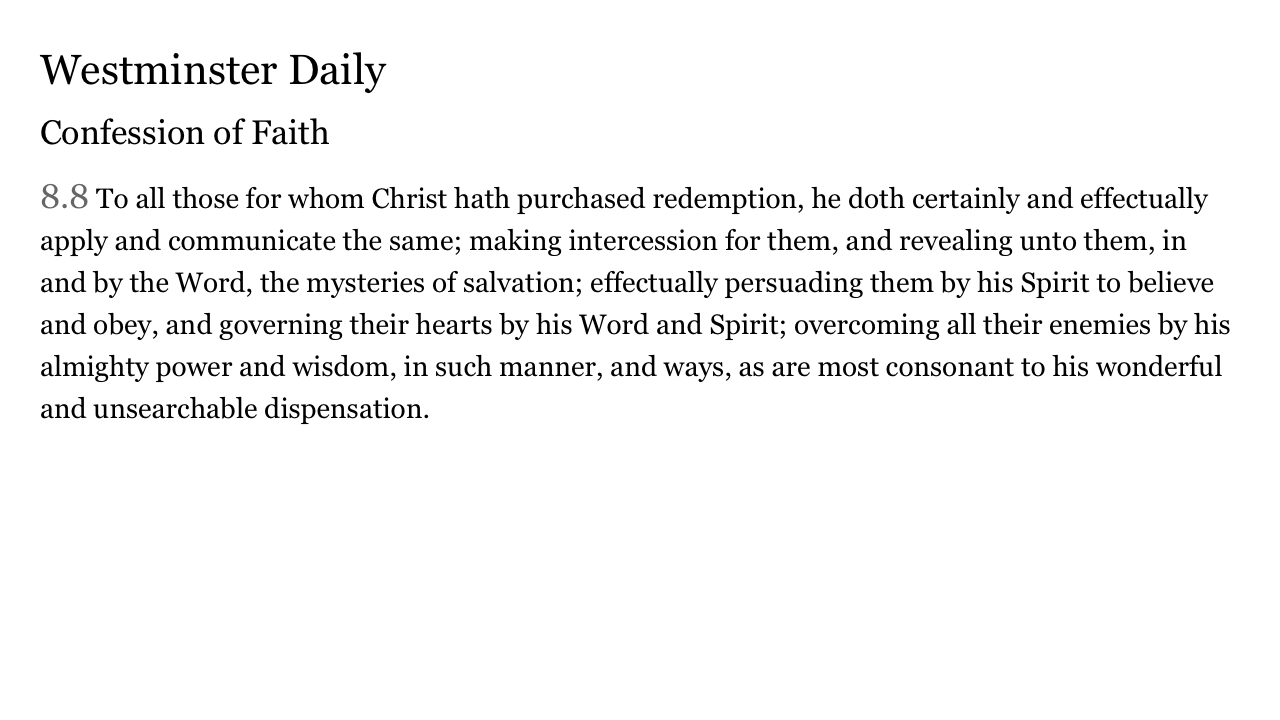 Westminster Daily
Confession of Faith
8.8 To all those for whom Christ hath purchased redemption, he doth certainly and effectually
apply and communicate the same; making intercession for them, and revealing unto them, in
and by the Word, the mysteries of salvation; effectually persuading them by his Spirit to believe
and obey, and governing their hearts by his Word and Spirit; overcoming all their enemies by his
almighty power and wisdom, in such manner, and ways, as are most consonant to his wonderful
and unsearchable dispensation.